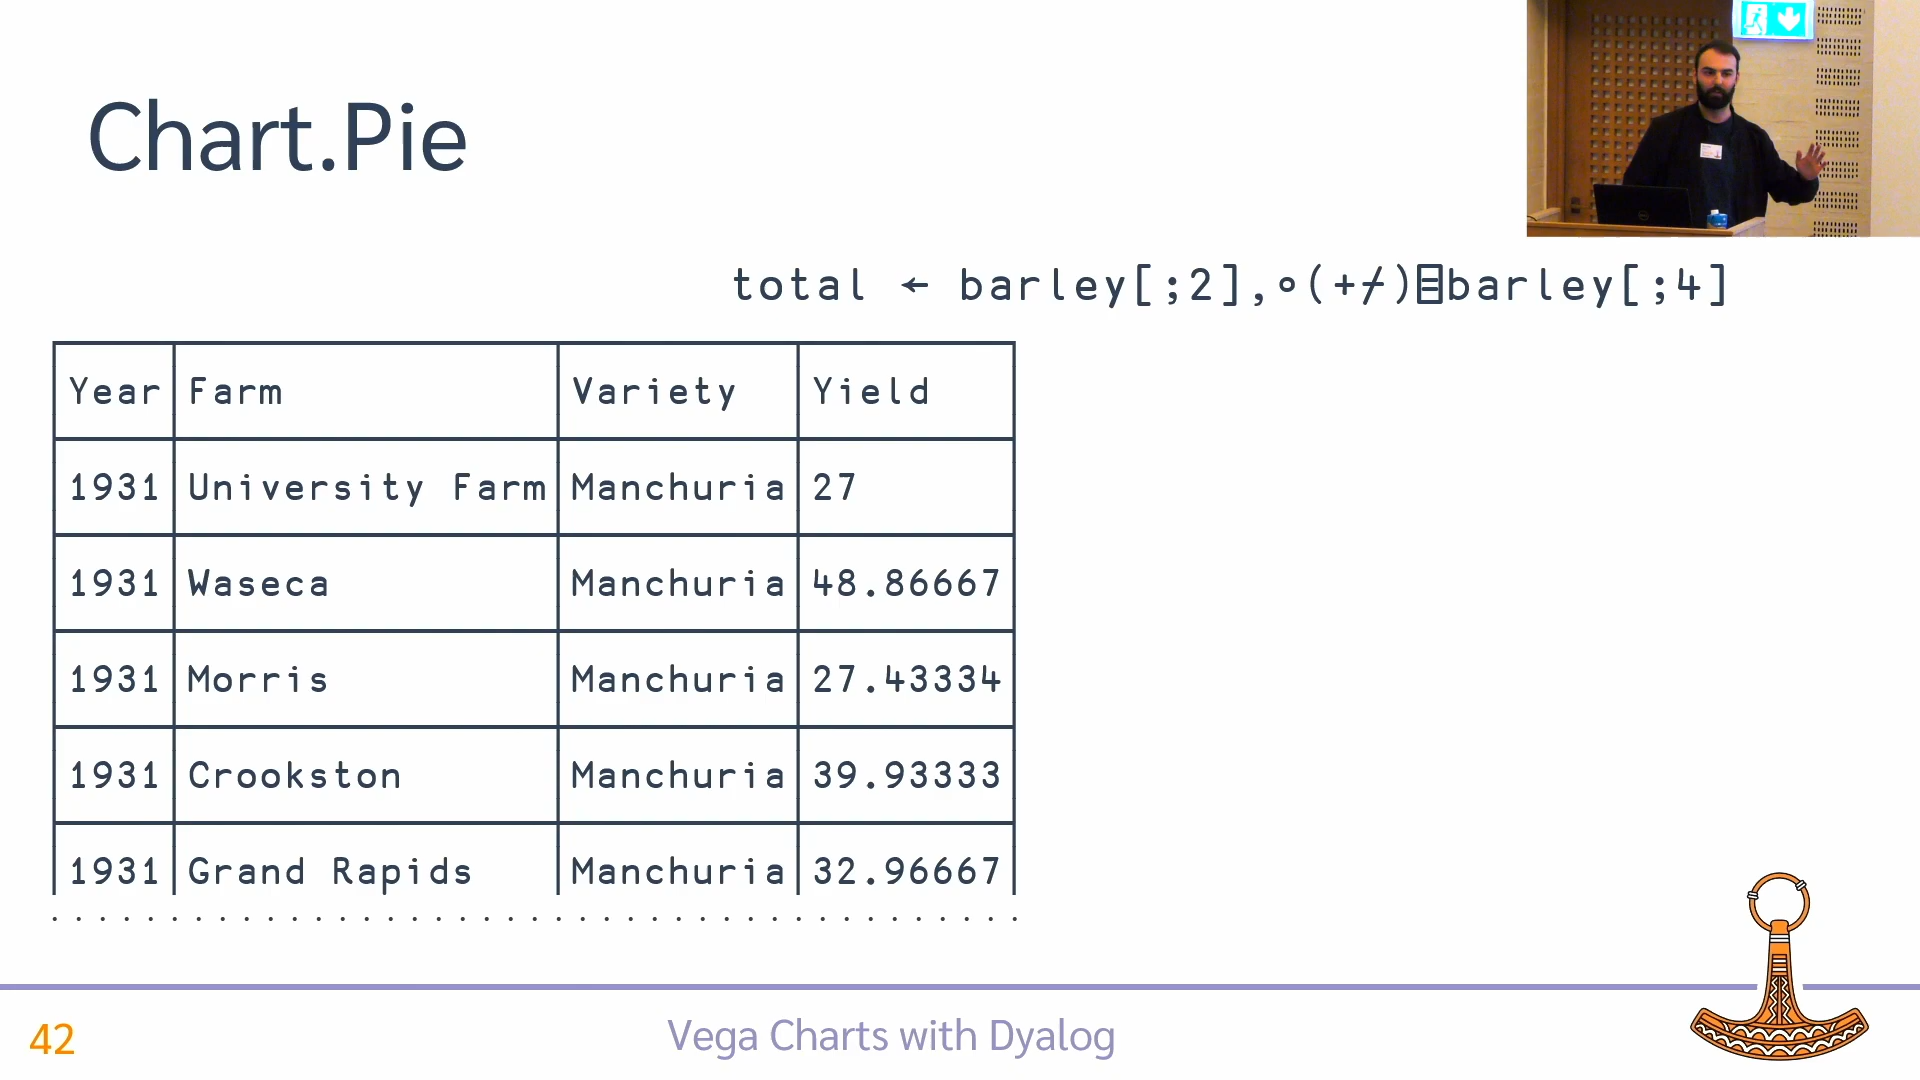 Chart.Pie
total ← barley[;2],∘(+⌿)⌸barley[;4]
Year Farm Variety Yield
1931 University Farm Manchuria 27
1931 Waseca Manchuria 48.86667
1931 Morris Manchuria 27.43334
1931 Crookston Manchuria 39.93333
1931 Grand Rapids Manchuria 32.96667
42
Vega Charts with Dyalog